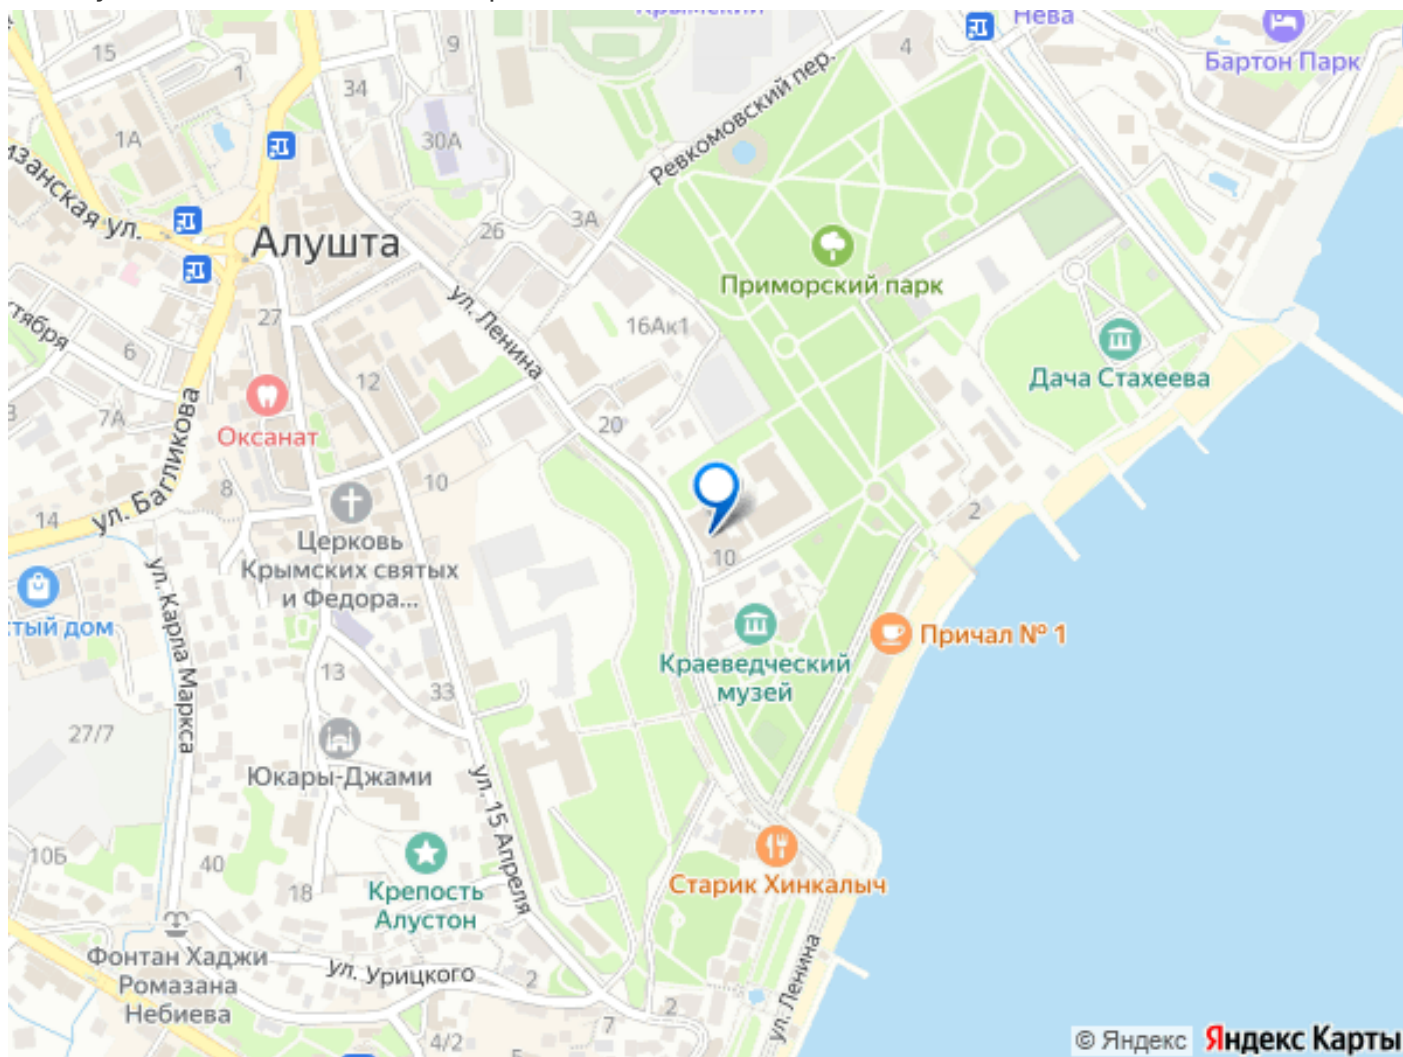 Крымский
Нева
Бартон Парк
15
1
9
4
34
1А
30А
Ревкомовский пер.
занская ул.
3А
26
Алушта
Приморский парк
ул. Ленина
27
16Ак1
тября
6
12
Дача Стахеева
7А
20
Оксанат
ул. Багликова
8
10
14
2
Церковь
Крымских святых
и Федора...
10
тый дом
ул. Карла Маркса
Причал № 1
Краеведческий
музей
13
33
27/7
Юкары-Джами
ул. 15 Апреля
10Б
40
18
Крепость
Алустон
Старик Хинкалыч
Фонтан Хаджи
Ромазана
Небиева
ул. Урицкого
2
2
7
4/2
ул. Ленина
© Яндекс Яндекс Карты